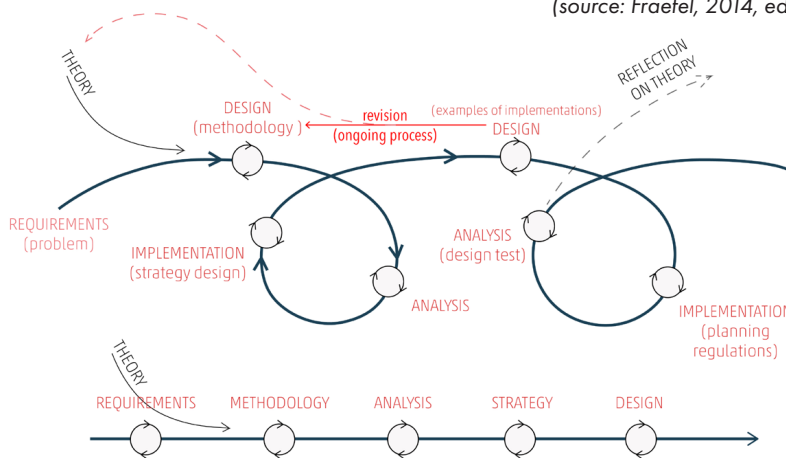 (source: Fraefel, 2014, ed
THEORY
REFLECTION
ON THEORY
DESIGN
(methodology )
revision
(ongoing process)
(examples of implementations)
DESIGN
REQUIREMENTS
(problem)
IMPLEMENTATION
(strategy design)
ANALYSIS
(design test)
ANALYSIS
IMPLEMENTATION
(planning
regulations)
THEORY
REQUIREMENTS
METHODOLOGY
ANALYSIS
STRATEGY
DESIGN